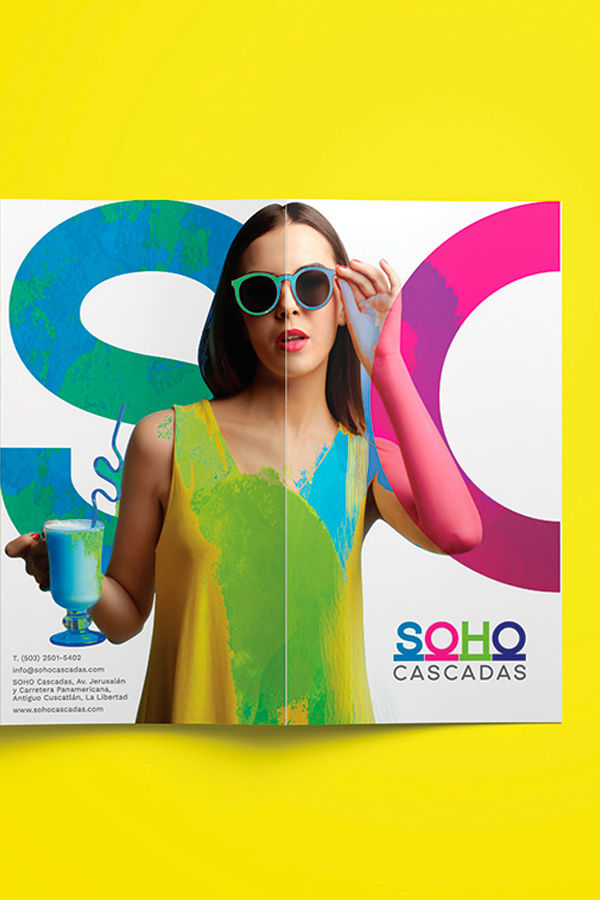 S
T. (503) 2501-5402
info@sohocascadas.com
SOHO Cascadas, Av. Jerusalén
y Carretera Panamericana,
Antiguo Cuscatlán, La Libertad
www.sohocascadas.com
SOHO
CASCADAS